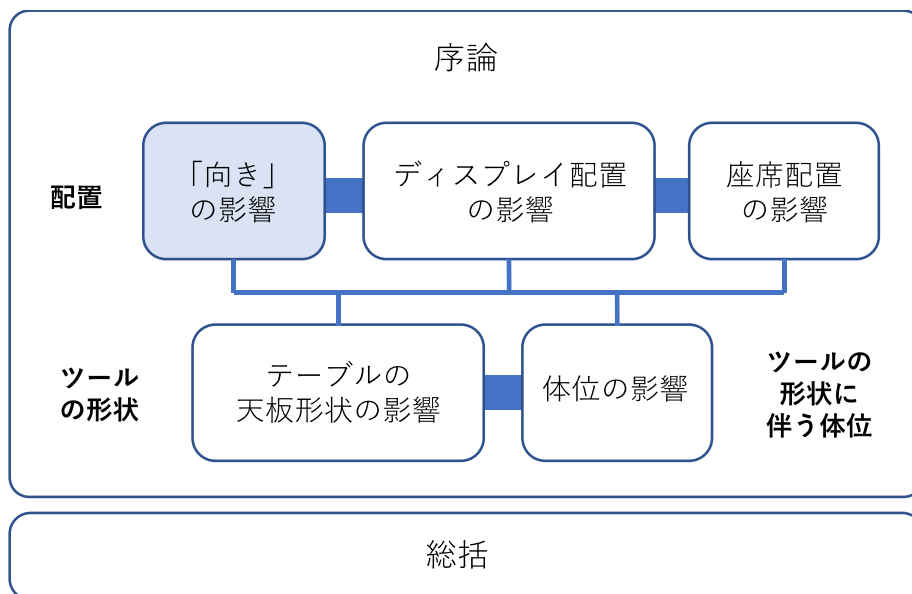 序論
配置
「向き」
の影響
ディスプレイ配置
の影響
座席配置
の影響
ツール
の形状
テーブルの
天板形状の影響
体位の影響
ツールの
形状に
伴う体位
総括